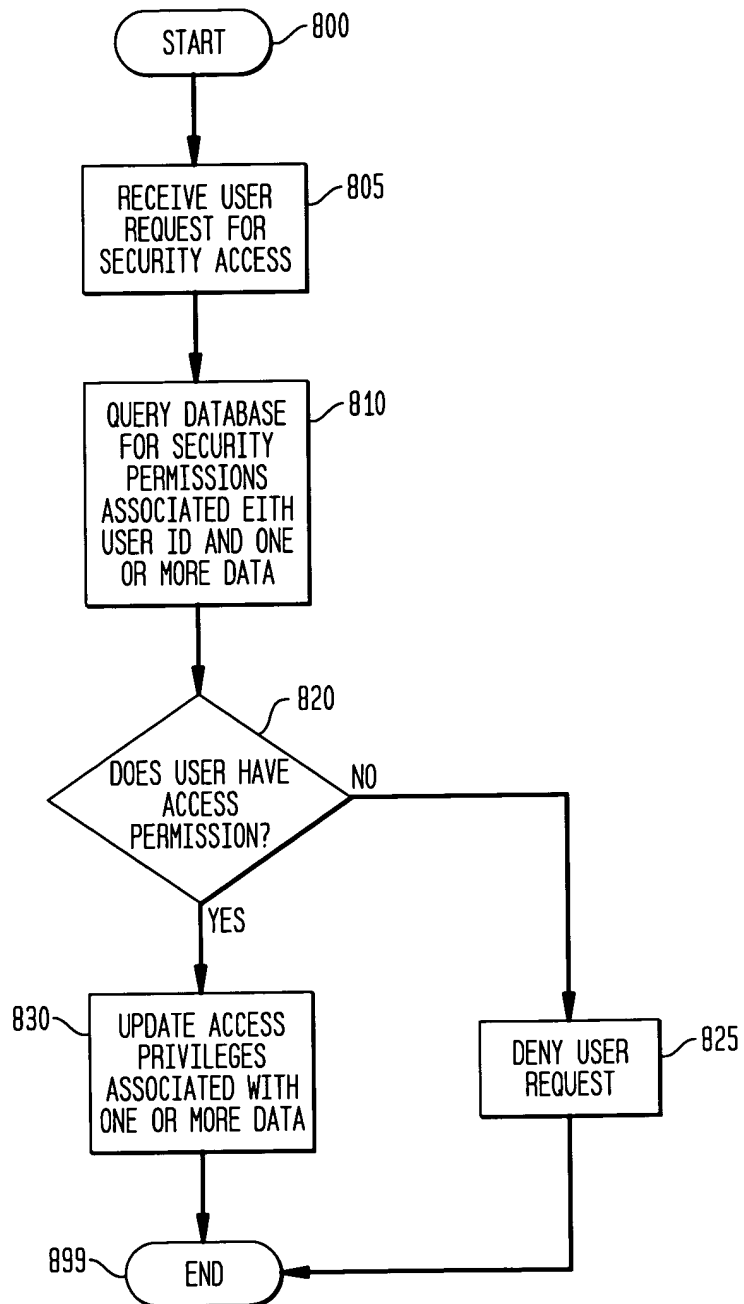 START
800
RECEIVE USER
REQUEST FOR
SECURITY ACCESS
805
QUERY DATABASE
FOR SECURITY
PERMISSIONS
ASSOCIATED EITH
USER ID AND ONE
OR MORE DATA
810
820
DOES USER HAVE
ACCESS
PERMISSION?
NO
YES
830
UPDATE ACCESS
PRIVILEGES
ASSOCIATED WITH
ONE OR MORE DATA
DENY USER
REQUEST
825
899
END